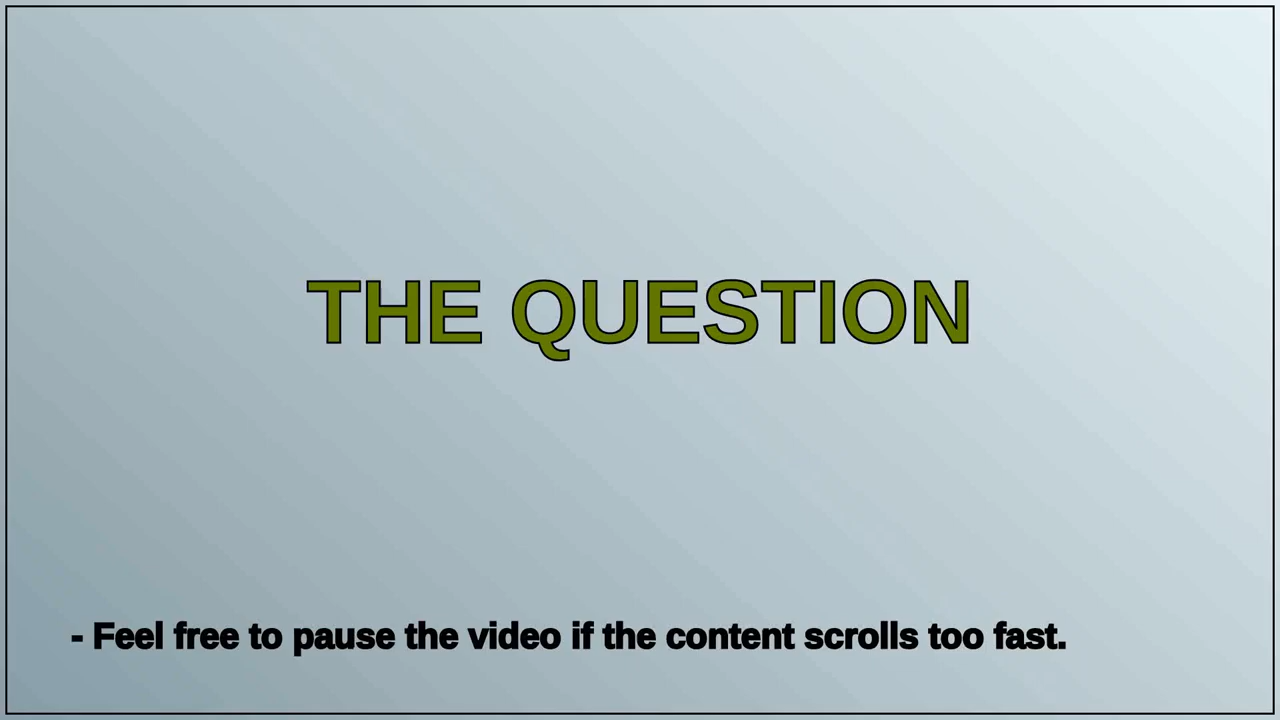 THE QUESTION
- Feel free to pause the video if the content scrolls too fast.